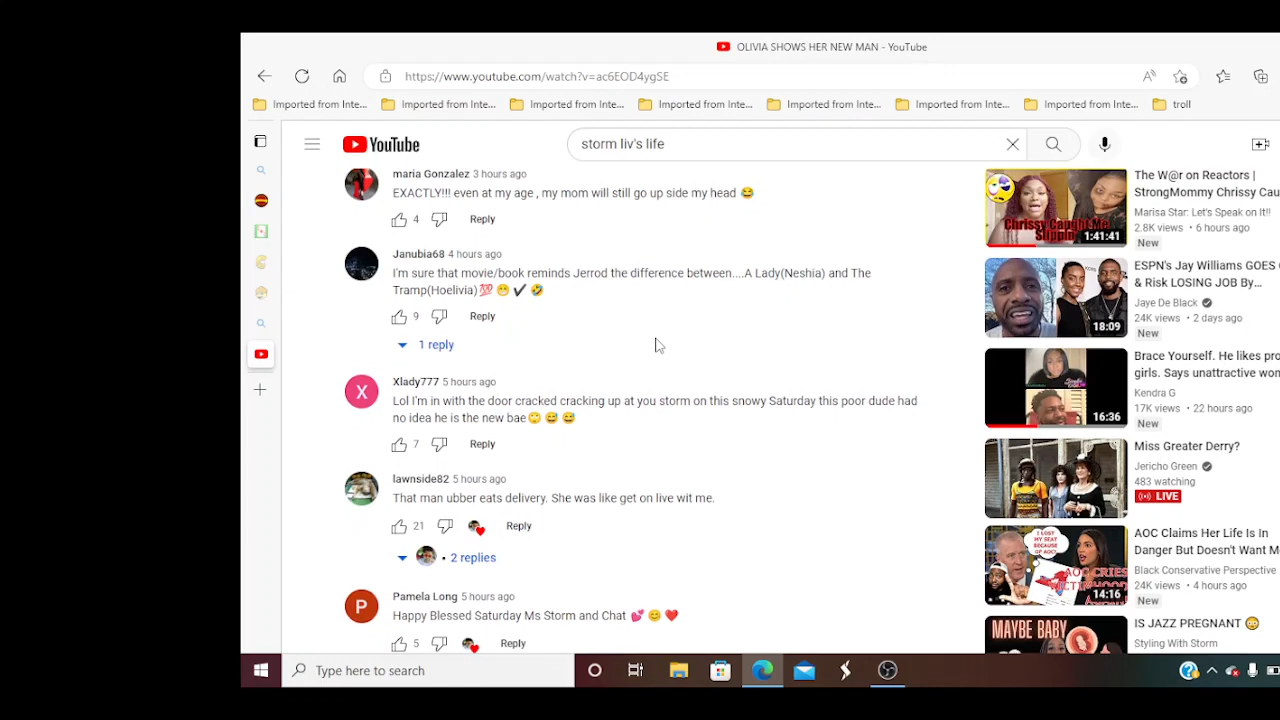 OLIVIA SHOWS HER NEW MAN - YouTube
https://www.youtube.com/watch?v=ac6EOD4ygSE
Imported from Inte...
Imported from Inte...
Imported from Inte...
Imported from Inte...
Imported from Inte...
Imported from Inte...
Imported from Inte...
troll
YouTube
storm liv's life
maria Gonzalez 3 hours ago
EXACTLY!!! even at my age , my mom will still go up side my head 😂
4 Reply
Janubia68 4 hours ago
I'm sure that movie/book reminds Jerrod the difference between....A Lady(Neshia) and The
Tramp(Hoelivia)💯😁✔🤣
9 Reply
1 reply
Xlady777 5 hours ago
Lol I'm in with the door cracked cracking up at you storm on this snowy Saturday this poor dude had
no idea he is the new bae🙄😅😅
7 Reply
lawnside82 5 hours ago
That man ubber eats delivery. She was like get on live wit me.
21 Reply
• 2 replies
Pamela Long 5 hours ago
Happy Blessed Saturday Ms Storm and Chat 💕😊❤
5 Reply
Chrissy Caught Me
Slippin
1:41:41
The W@r on Reactors |
StrongMommy Chrissy Cau
Marisa Star: Let's Speak on It!!
2.8K views • 6 hours ago
New
18:09
ESPN's Jay Williams GOES
& Risk LOSING JOB By...
Jaye De Black
24K views • 2 days ago
New
16:36
Brace Yourself. He likes pro
girls. Says unattractive wor
Kendra G
17K views • 22 hours ago
New
Miss Greater Derry?
Jericho Green
483 watching
LIVE
I LOST
MY SEAT
BECAUSE
OF AOC!
AOC CRIES
14:16
AOC Claims Her Life Is In
Danger But Doesn't Want M
Black Conservative Perspective
24K views • 4 hours ago
New
MAYBE BABY
IS JAZZ PREGNANT 😳
Styling With Storm
Type here to search